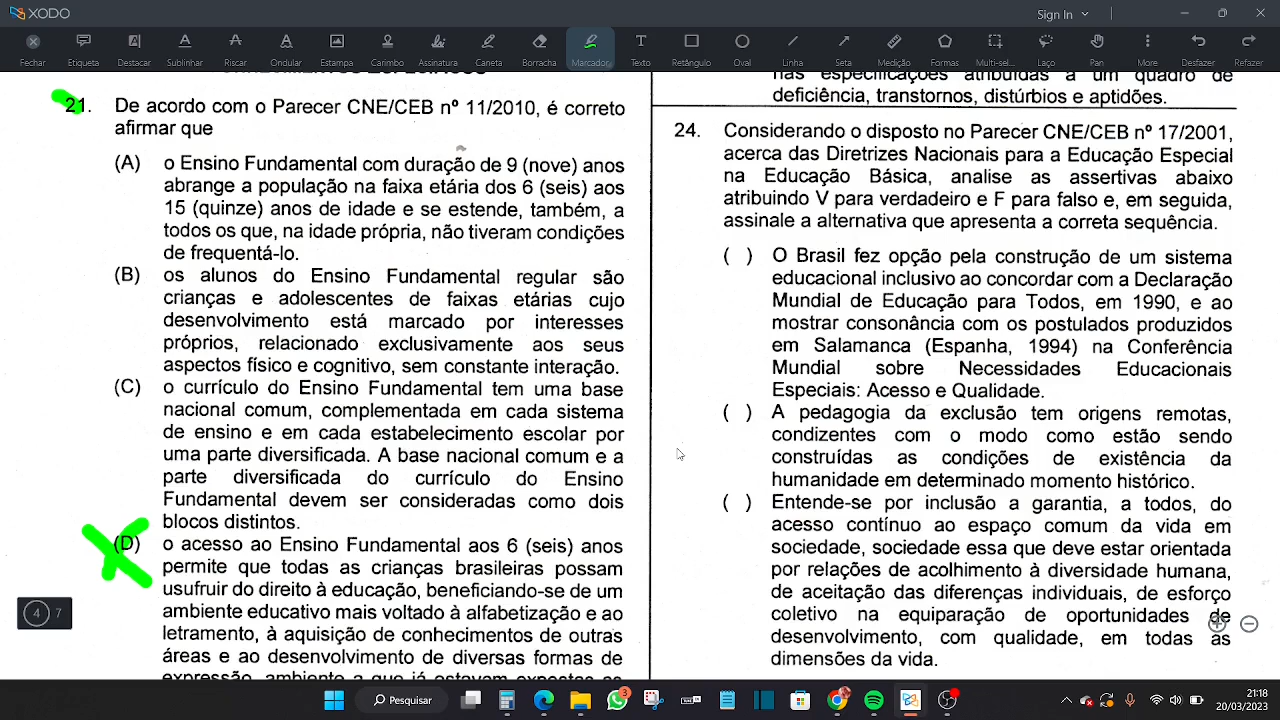 XODO
Sign In
Fechar
Etiqueta
Destacar
Sublinhar
Riscar
Tortuoso
Estampa
Carimbo
Assinatura
Caneta
Borracha
Marcador
Texto
Retângulo
Oval
Linha
Seta
Medição
Formas
Multi-sel...
Laço
Pan
More
Desfazer
Refazer
21. De acordo com o Parecer CNE/CEB nº 11/2010, é correto
afirmar que
(A) o Ensino Fundamental com duração de 9 (nove) anos
abrange a população na faixa etária dos 6 (seis) aos
15 (quinze) anos de idade e se estende, também, a
todos os que, na idade própria, não tiveram condições
de frequentá-lo.
(B) os alunos do Ensino Fundamental regular são
crianças e adolescentes de faixas etárias cujo
desenvolvimento está marcado por interesses
próprios, relacionado exclusivamente aos seus
aspectos físico e cognitivo, sem constante interação.
(C) o currículo do Ensino Fundamental tem uma base
nacional comum, complementada em cada sistema
de ensino e em cada estabelecimento escolar por
uma parte diversificada. A base nacional comum e a
parte diversificada do currículo do Ensino
Fundamental devem ser consideradas como dois
blocos distintos.
(D) o acesso ao Ensino Fundamental aos 6 (seis) anos
permite que todas as crianças brasileiras possam
usufruir do direito à educação, beneficiando-se de um
ambiente educativo mais voltado à alfabetização e ao
letramento, à aquisição de conhecimentos de outras
áreas e ao desenvolvimento de diversas formas de
nas especificações atribuídas a um quadro de
deficiência, transtornos, distúrbios e aptidões.
24. Considerando o disposto no Parecer CNE/CEB nº 17/2001,
acerca das Diretrizes Nacionais para a Educação Especial
na Educação Básica, analise as assertivas abaixo
atribuindo V para verdadeiro e F para falso e, em seguida,
assinale a alternativa que apresenta a correta sequência.
( ) O Brasil fez opção pela construção de um sistema
educacional inclusivo ao concordar com a Declaração
Mundial de Educação para Todos, em 1990, e ao
mostrar consonância com os postulados produzidos
em Salamanca (Espanha, 1994) na Conferência
Mundial sobre Necessidades Educacionais
Especiais: Acesso e Qualidade.
( ) A pedagogia da exclusão tem origens remotas,
condizentes com o modo como estão sendo
construídas as condições de existência da
humanidade em determinado momento histórico.
( ) Entende-se por inclusão a garantia, a todos, do
acesso contínuo ao espaço comum da vida em
sociedade, sociedade essa que deve estar orientada
por relações de acolhimento à diversidade humana,
de aceitação das diferenças individuais, de esforço
coletivo na equiparação de oportunidades de
desenvolvimento, com qualidade, em todas as
dimensões da vida.
4 7
Pesquisar
3
21:18
20/03/2023